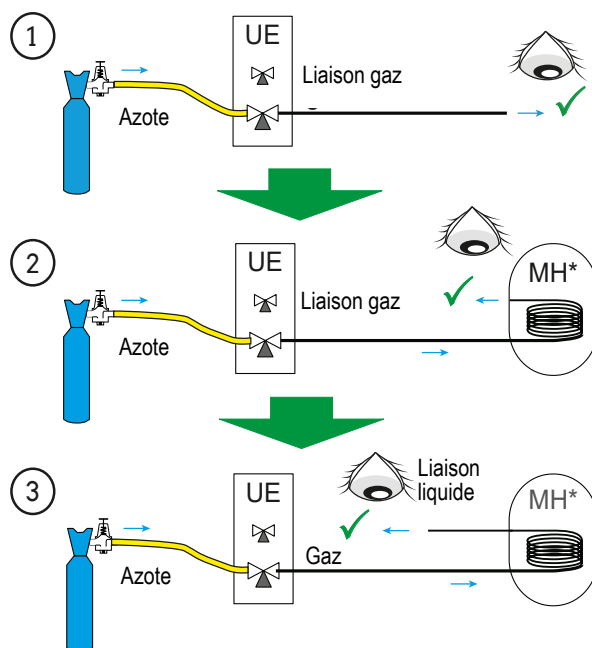 1
UE
Liaison gaz
Azote
2
UE
MH*
Liaison gaz
Azote
3
UE
Liaison
liquide
MH*
Gaz
Azote